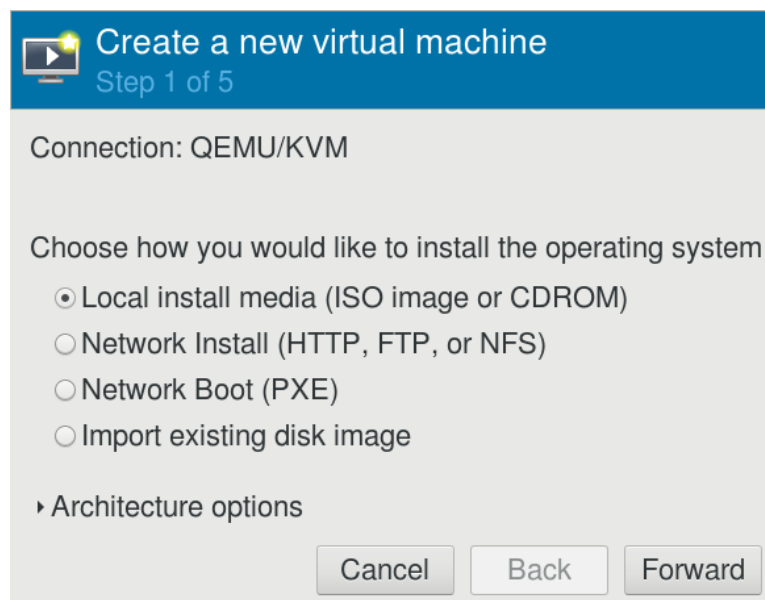 Create a new virtual machine
Step 1 of 5
Connection: QEMU/KVM
Choose how you would like to install the operating system
Local install media (ISO image or CDROM)
Network Install (HTTP, FTP, or NFS)
Network Boot (PXE)
Import existing disk image
Architecture options
Cancel Back Forward